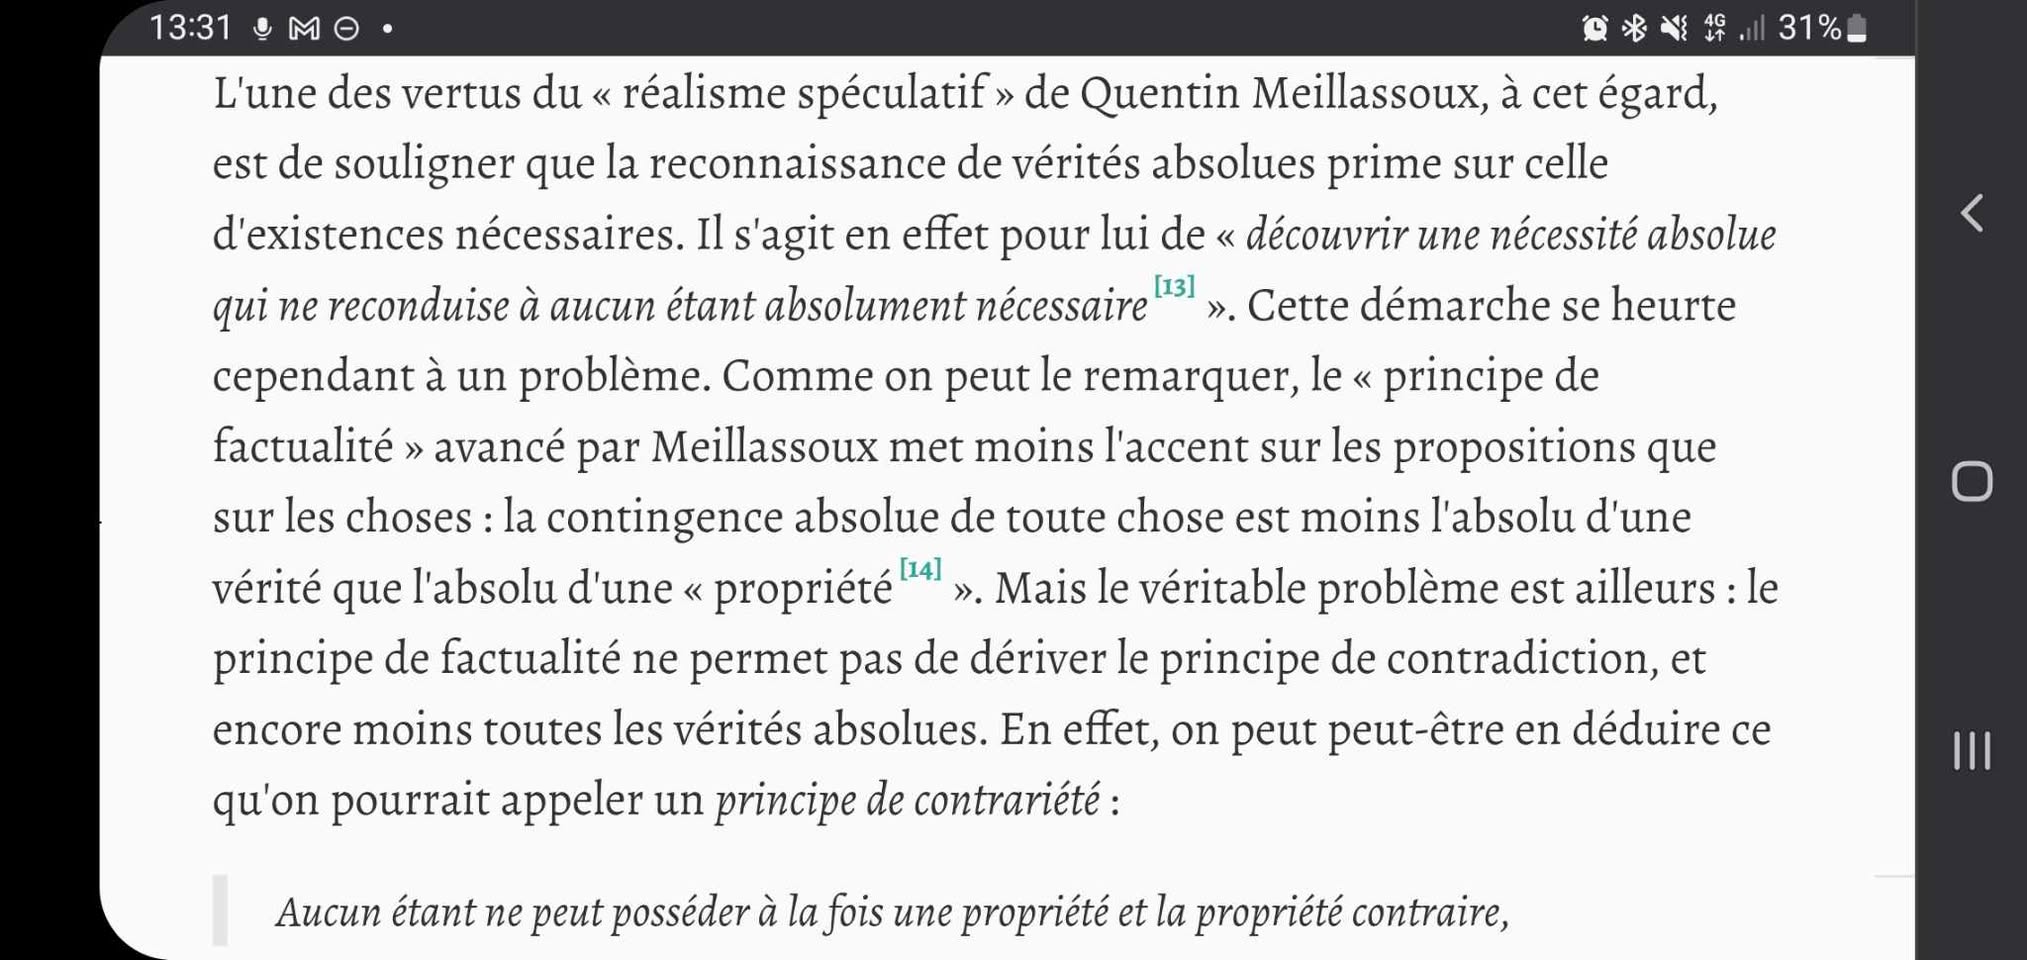 13:31
4G
31%
L'une des vertus du « réalisme spéculatif » de Quentin Meillassoux, à cet égard,
est de souligner que la reconnaissance de vérités absolues prime sur celle
d'existences nécessaires. Il s'agit en effet pour lui de « découvrir une nécessité absolue
qui ne reconduise à aucun étant absolument nécessaire [13] ». Cette démarche se heurte
cependant à un problème. Comme on peut le remarquer, le « principe de
factualité » avancé par Meillassoux met moins l'accent sur les propositions que
sur les choses : la contingence absolue de toute chose est moins l'absolu d'une
vérité que l'absolu d'une « propriété [14] ». Mais le véritable problème est ailleurs : le
principe de factualité ne permet pas de dériver le principe de contradiction, et
encore moins toutes les vérités absolues. En effet, on peut peut-être en déduire ce
qu'on pourrait appeler un principe de contrariété :
Aucun étant ne peut posséder à la fois une propriété et la propriété contraire,